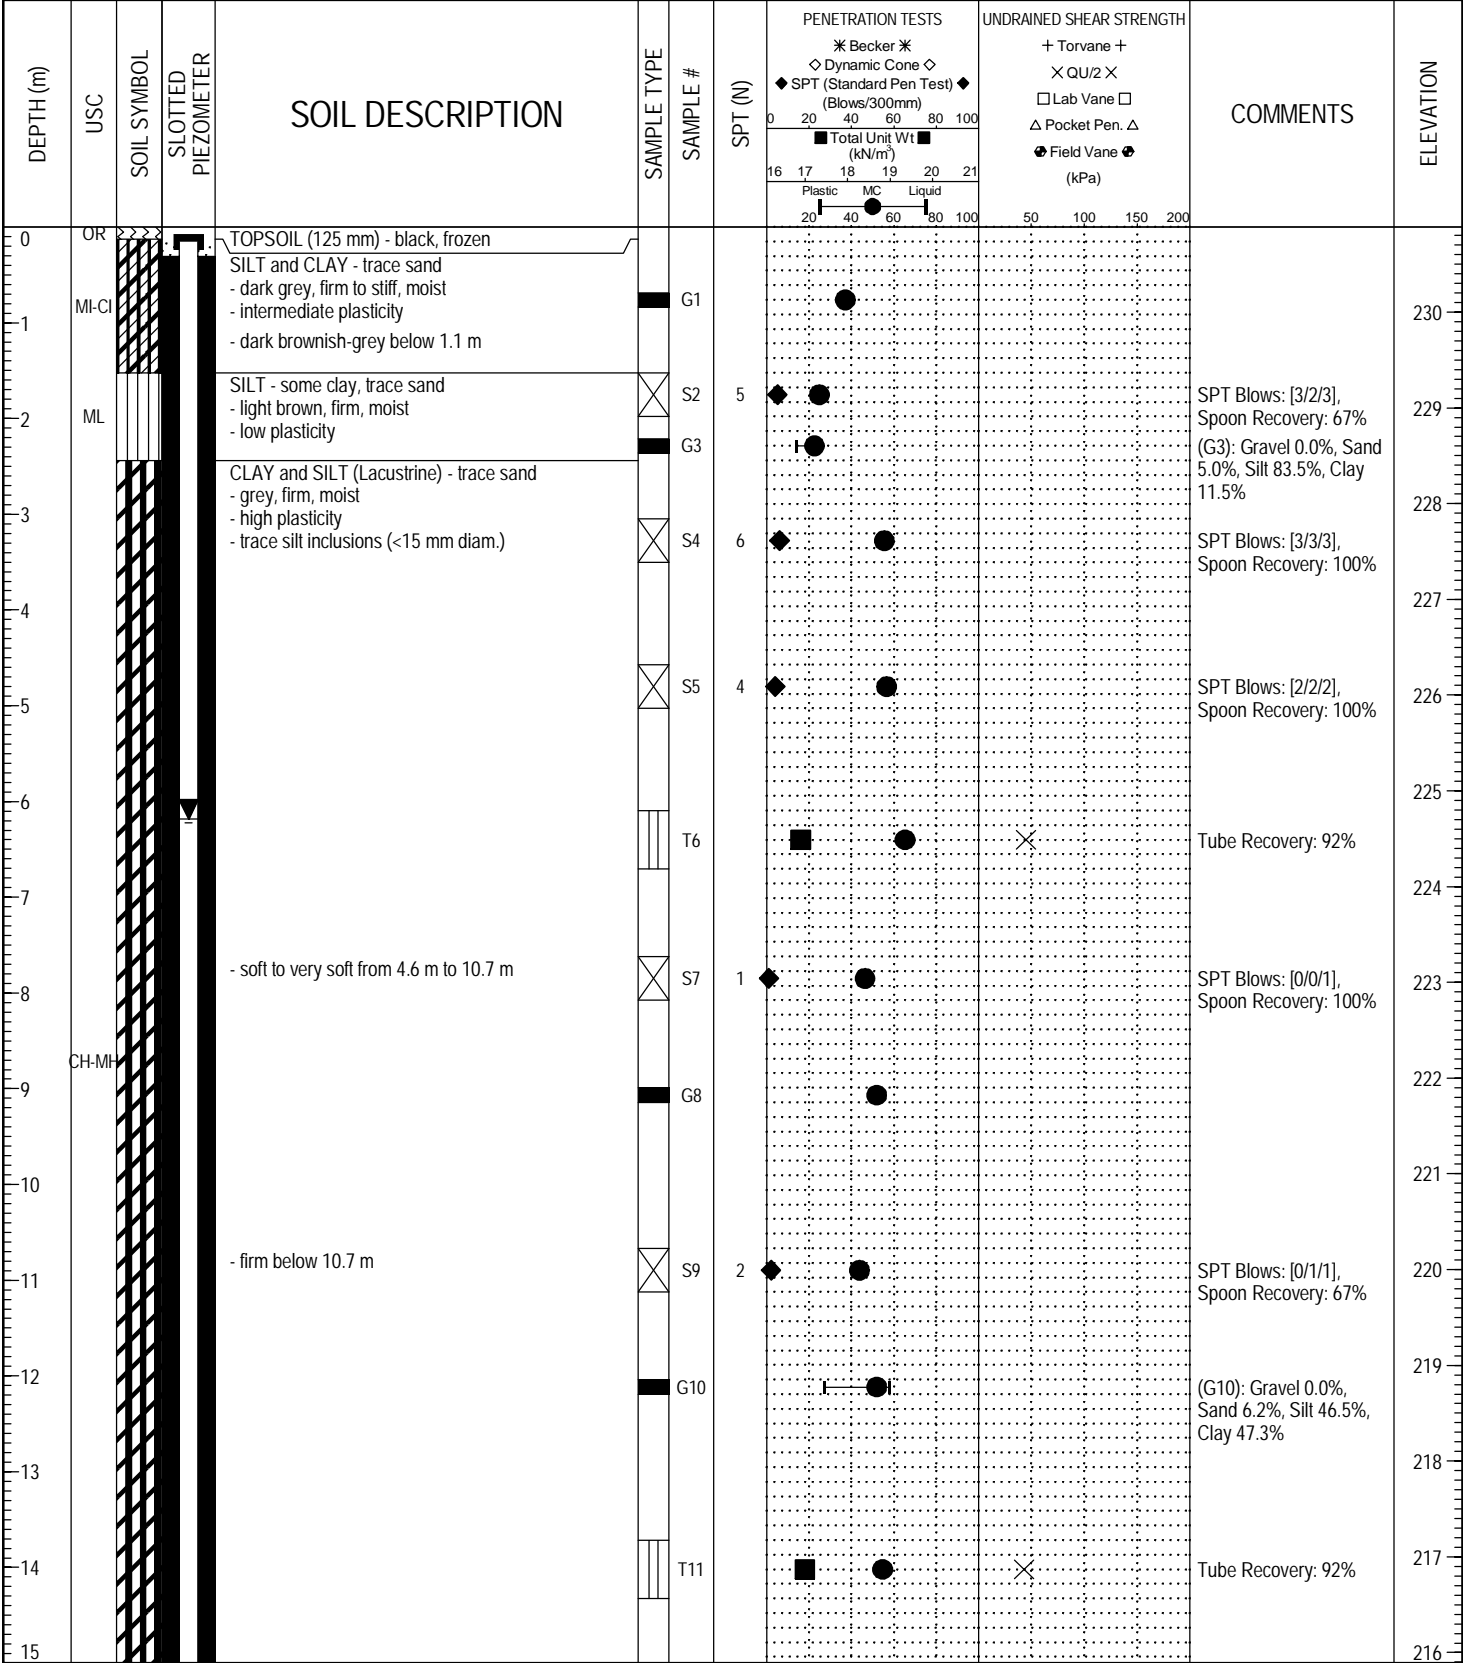 DEPTH (m)
USC
SOIL SYMBOL
SLOTTED
PIEZOMETER
SOIL DESCRIPTION
SAMPLE TYPE
SAMPLE #
SPT (N)
PENETRATION TESTS
Becker
Dynamic Cone
SPT (Standard Pen Test)
(Blows/300mm)
0 20 40 60 80 100
Total Unit Wt
(kN/m³)
16 17 18 19 20 21
Plastic MC Liquid
20 40 60 80 100
UNDRAINED SHEAR STRENGTH
+ Torvane +
× QU/2 ×
□ Lab Vane □
△ Pocket Pen. △
Field Vane
(kPa)
50 100 150 200
COMMENTS
ELEVATION
0
OR
TOPSOIL (125 mm) - black, frozen
SILT and CLAY - trace sand
- dark grey, firm to stiff, moist
MI-CI
- intermediate plasticity
G1
230
1
- dark brownish-grey below 1.1 m
SILT - some clay, trace sand
- light brown, firm, moist
- low plasticity
ML
S2
5
SPT Blows: [3/2/3],
Spoon Recovery: 67%
229
2
G3
(G3): Gravel 0.0%, Sand
5.0%, Silt 83.5%, Clay
11.5%
CLAY and SILT (Lacustrine) - trace sand
- grey, firm, moist
- high plasticity
- trace silt inclusions (<15 mm diam.)
228
3
S4
6
SPT Blows: [3/3/3],
Spoon Recovery: 100%
4
227
S5
4
SPT Blows: [2/2/2],
Spoon Recovery: 100%
226
5
225
6
T6
Tube Recovery: 92%
7
224
- soft to very soft from 4.6 m to 10.7 m
S7
1
SPT Blows: [0/0/1],
Spoon Recovery: 100%
223
8
CH-MH
222
9
G8
221
10
- firm below 10.7 m
S9
2
SPT Blows: [0/1/1],
Spoon Recovery: 67%
220
11
219
12
G10
(G10): Gravel 0.0%,
Sand 6.2%, Silt 46.5%,
Clay 47.3%
218
13
T11
Tube Recovery: 92%
217
14
15
216